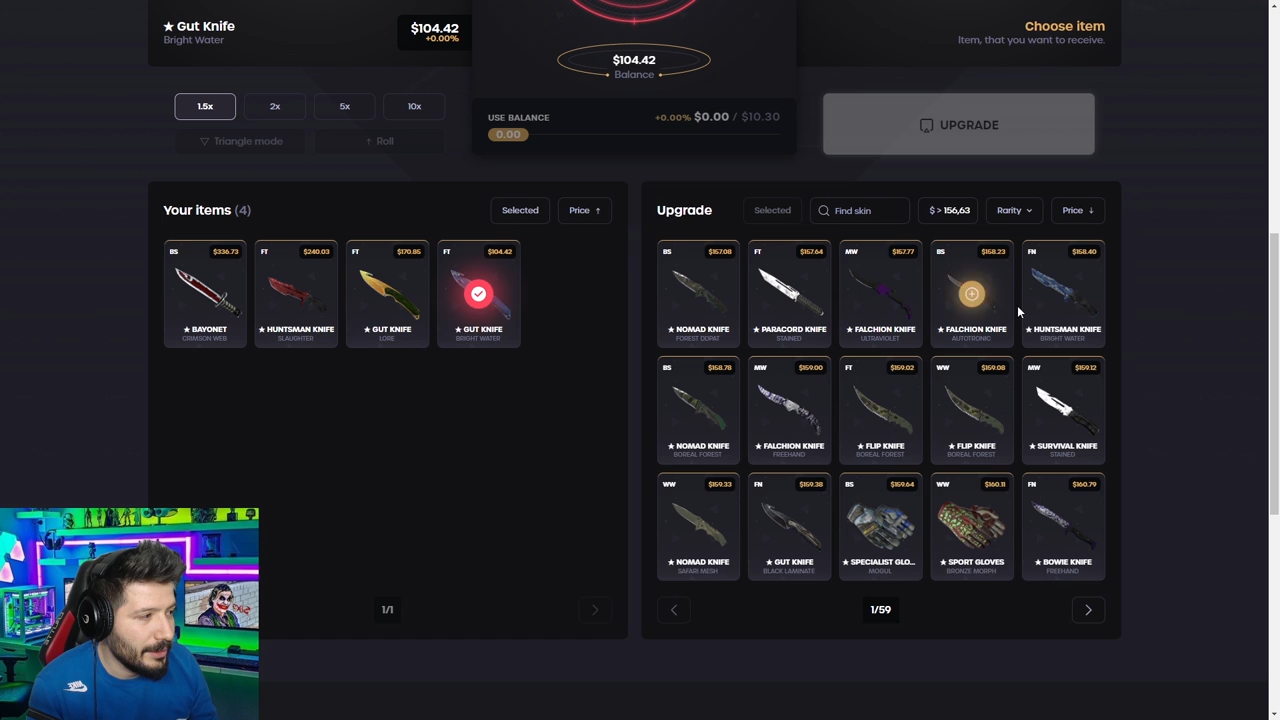 ★ Gut Knife
Bright Water
$104.42
+0.00%
$104.42
Balance
Choose item
Item, that you want to receive.
1.5x
2x
5x
10x
Triangle mode
Roll
USE BALANCE
+0.00% $0.00 / $10.30
0.00
UPGRADE
Your items (4)
Selected
Price ↑
BS $336.73
★ BAYONET
CRIMSON WEB
FT $240.03
★ HUNTSMAN KNIFE
SLAUGHTER
FT $170.85
★ GUT KNIFE
LORE
FT $104.42
★ GUT KNIFE
BRIGHT WATER
1/1
Upgrade
Selected
Find skin
$ > 156,63
Rarity
Price ↓
BS $157.08
★ NOMAD KNIFE
FOREST DDPAT
FT $157.64
★ PARACORD KNIFE
STAINED
MW $157.77
★ FALCHION KNIFE
ULTRAVIOLET
BS $158.23
★ FALCHION KNIFE
AUTOTRONIC
FN $158.40
★ HUNTSMAN KNIFE
BRIGHT WATER
BS $158.78
★ NOMAD KNIFE
BOREAL FOREST
MW $159.00
★ FALCHION KNIFE
FREEHAND
FT $159.02
★ FLIP KNIFE
BOREAL FOREST
WW $159.08
★ FLIP KNIFE
BOREAL FOREST
MW $159.12
★ SURVIVAL KNIFE
STAINED
WW $159.33
★ NOMAD KNIFE
SAFARI MESH
FN $159.38
★ GUT KNIFE
BLACK LAMINATE
BS $159.64
★ SPECIALIST GLO...
MOGUL
WW $160.11
★ SPORT GLOVES
BRONZE MORPH
FN $160.79
★ BOWIE KNIFE
FREEHAND
1/59